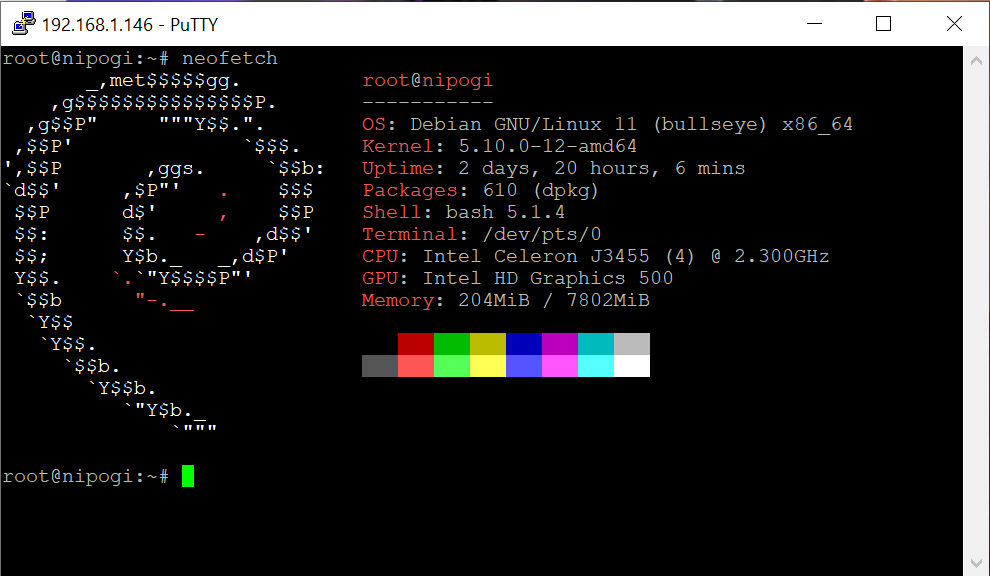 192.168.1.146 - PuTTY
root@nipogi:~# neofetch
       _,met$$$$$gg.          root@nipogi
    ,g$$$$$$$$$$$$$$$P.       -----------
  ,g$$P"     """Y$$.".        OS: Debian GNU/Linux 11 (bullseye) x86_64
 ,$$P'              `$$$.     Kernel: 5.10.0-12-amd64
',$$P       ,ggs.     `$$b:   Uptime: 2 days, 20 hours, 6 mins
`d$$'     ,$P"'   .    $$$    Packages: 610 (dpkg)
 $$P      d$'     ,    $$P    Shell: bash 5.1.4
 $$:      $$.   -    ,d$$'    Terminal: /dev/pts/0
 $$;      Y$b._   _,d$P'      CPU: Intel Celeron J3455 (4) @ 2.300GHz
 Y$$.    `.`"Y$$$$P"'         GPU: Intel HD Graphics 500
 `$$b      "-.__              Memory: 204MiB / 7802MiB
  `Y$$
   `Y$$.
     `$$b.
       `Y$$b.
          `"Y$b._
              `"""
root@nipogi:~#